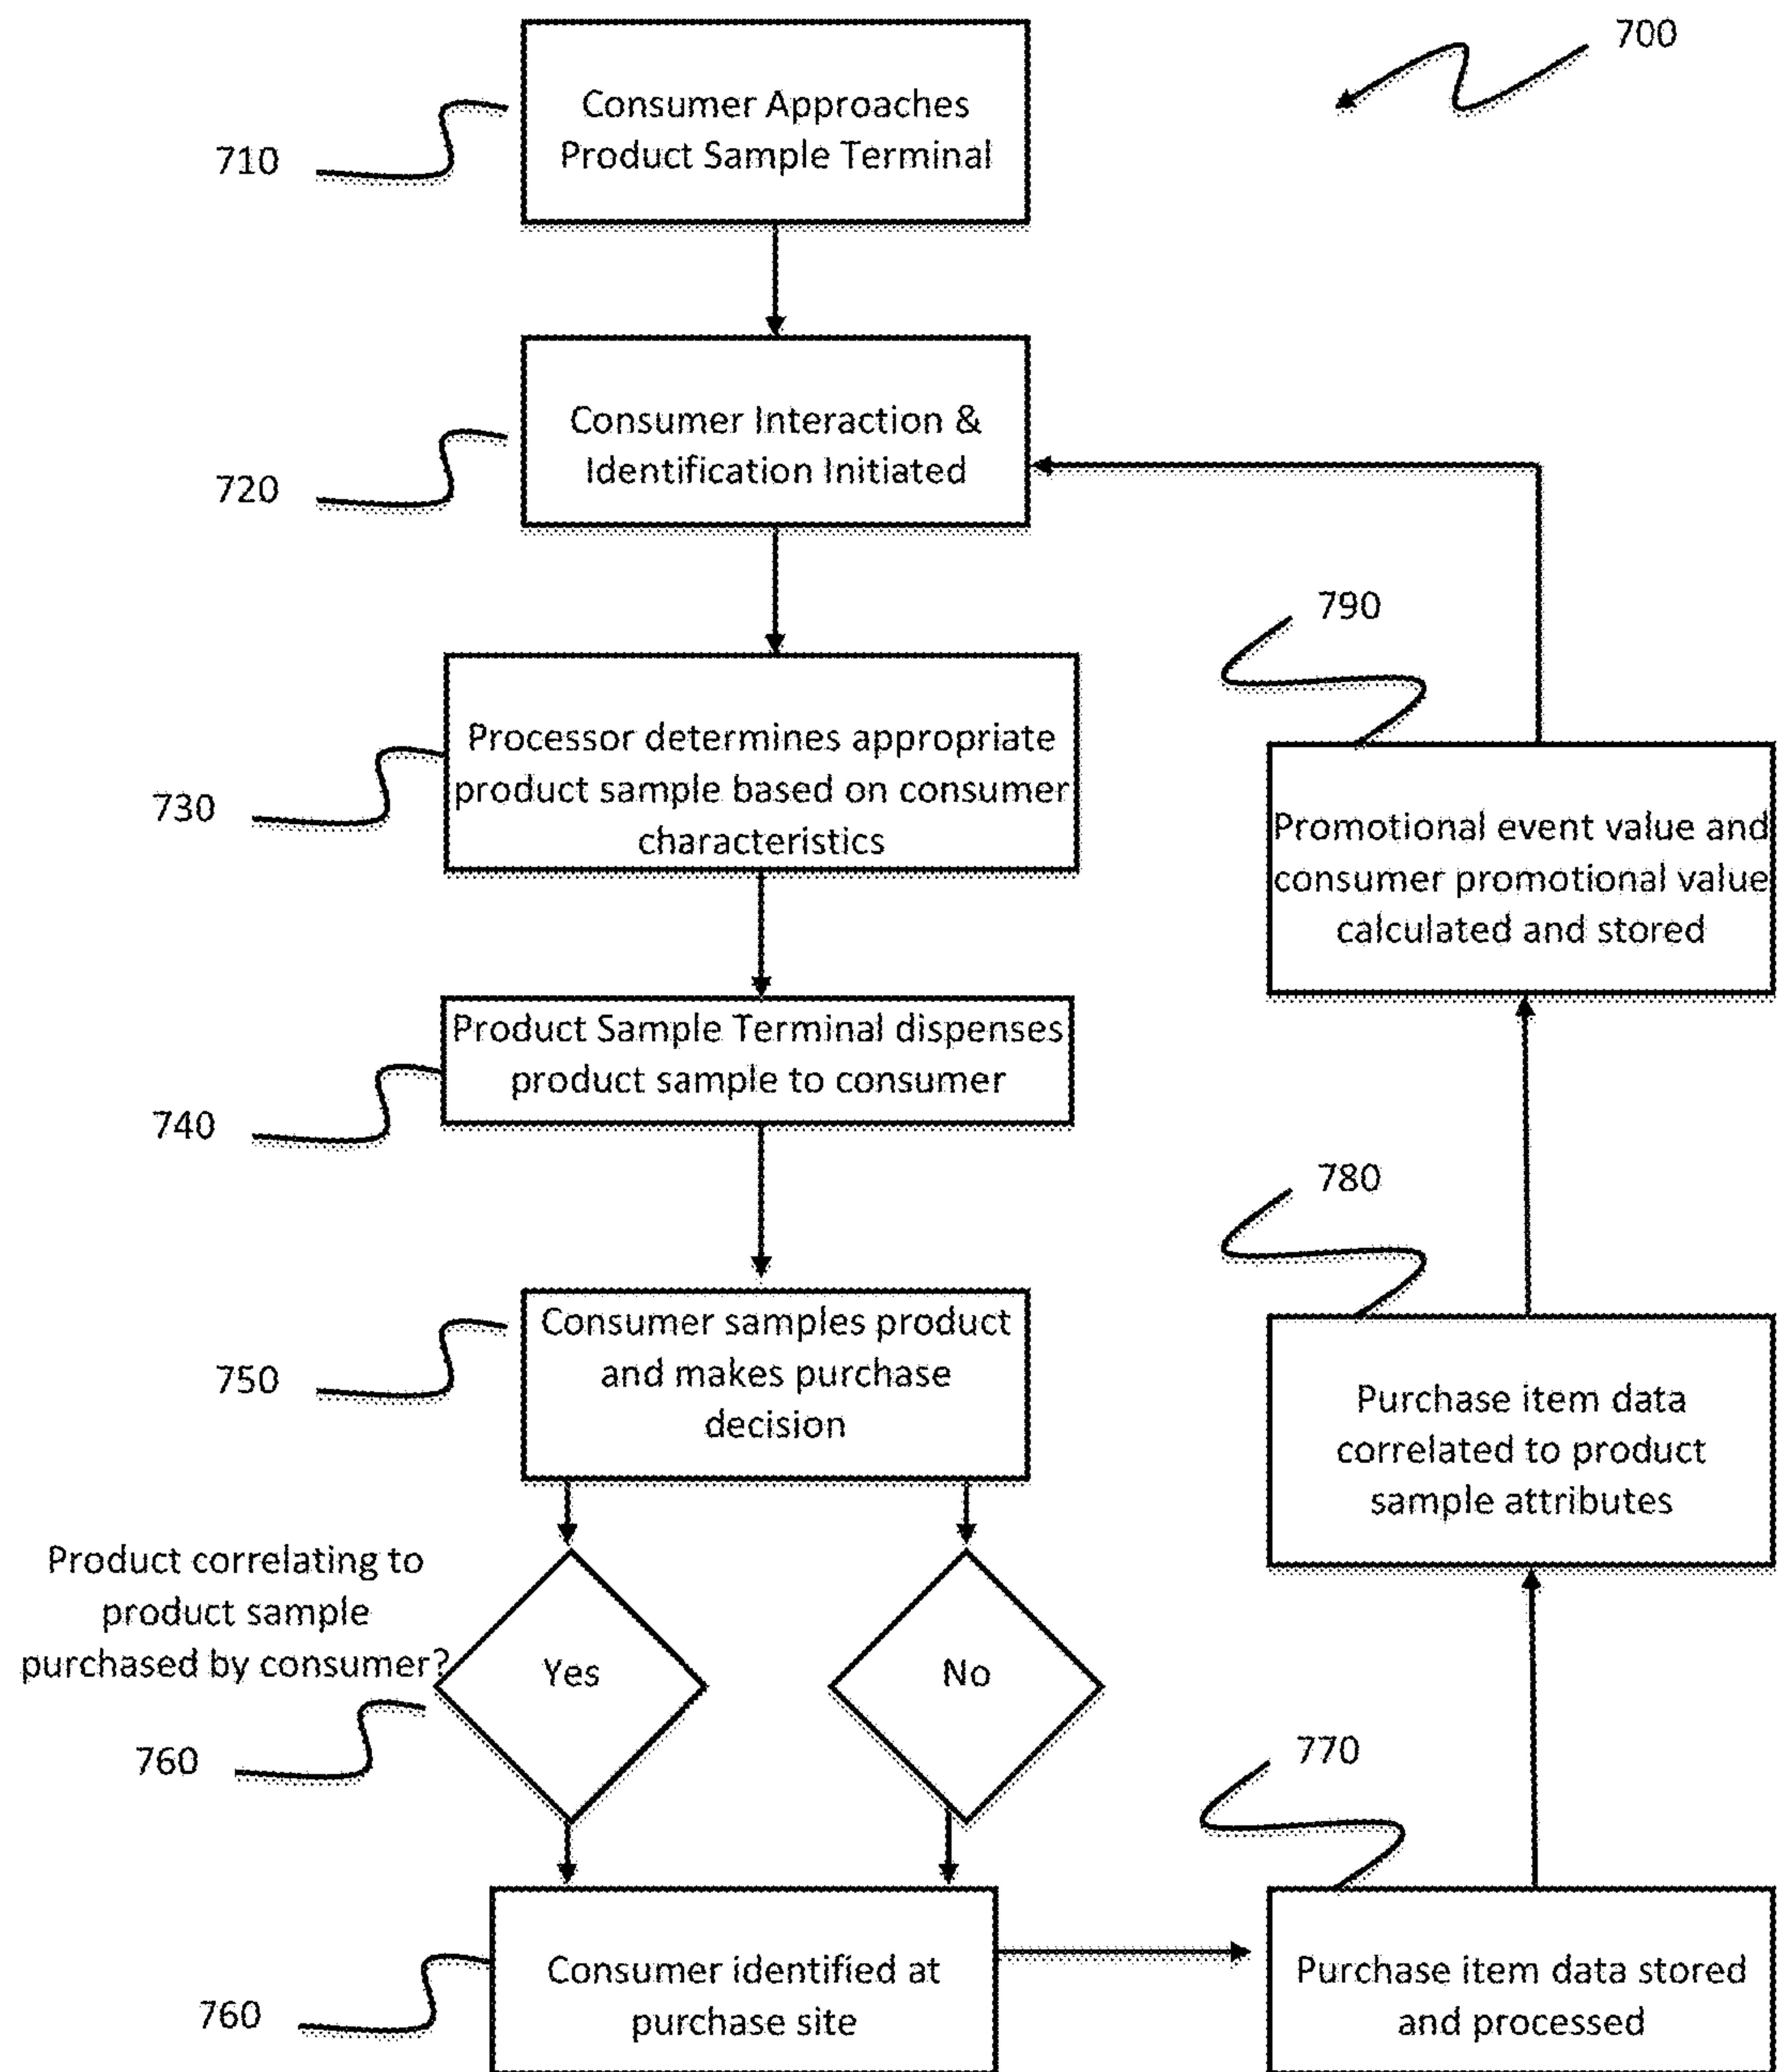 700
Consumer Approaches
Product Sample Terminal
710
Consumer Interaction &
Identification Initiated
720
Processor determines appropriate
product sample based on consumer
characteristics
730
Product Sample Terminal dispenses
product sample to consumer
740
Consumer samples product
and makes purchase
decision
750
Product correlating to
product sample
purchased by consumer?
760
Yes
No
Consumer identified at
purchase site
760
770
Purchase item data stored
and processed
780
Purchase item data
correlated to product
sample attributes
790
Promotional event value and
consumer promotional value
calculated and stored